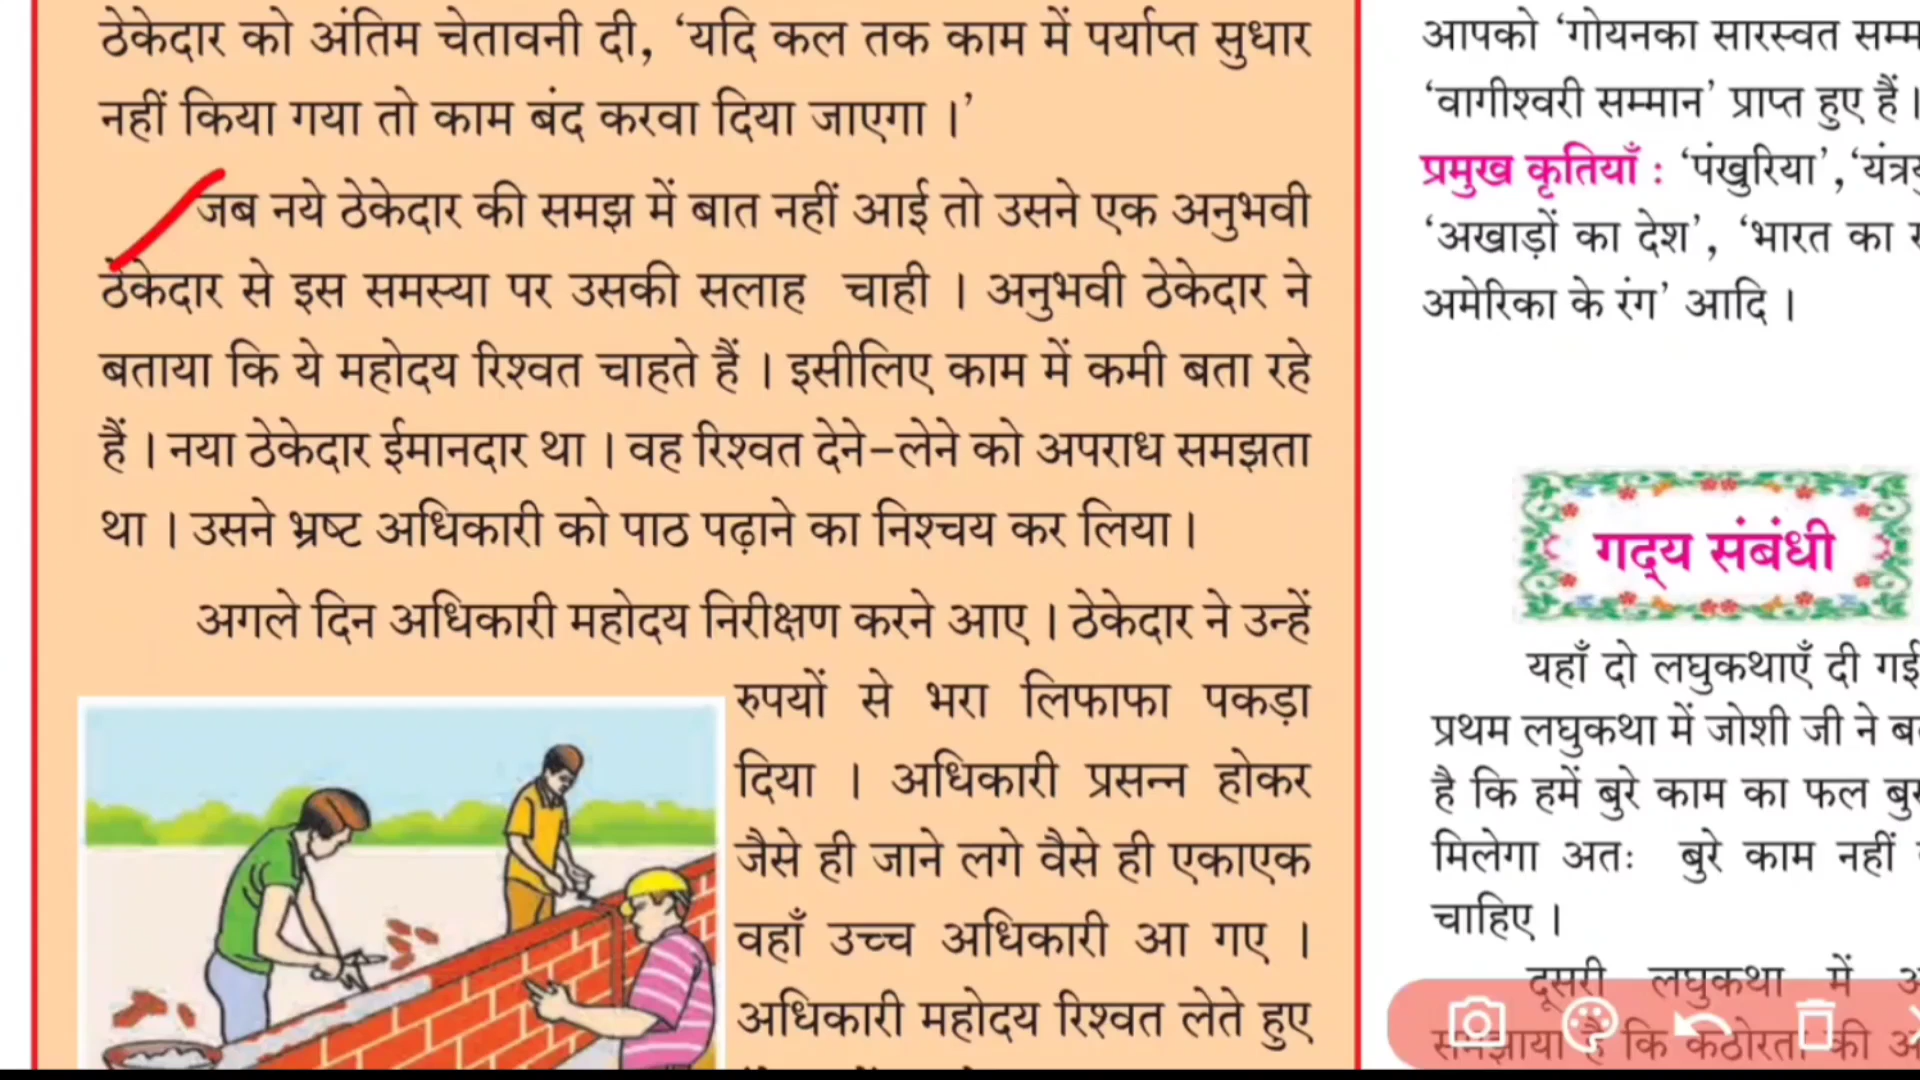 ठेकेदार को अंतिम चेतावनी दी, ‘यदि कल तक काम में पर्याप्त सुधार
नहीं किया गया तो काम बंद करवा दिया जाएगा ।’
जब नये ठेकेदार की समझ में बात नहीं आई तो उसने एक अनुभवी
ठेकेदार से इस समस्या पर उसकी सलाह चाही । अनुभवी ठेकेदार ने
बताया कि ये महोदय रिश्वत चाहते हैं । इसीलिए काम में कमी बता रहे
हैं । नया ठेकेदार ईमानदार था । वह रिश्वत देने-लेने को अपराध समझता
था । उसने भ्रष्ट अधिकारी को पाठ पढ़ाने का निश्चय कर लिया ।
अगले दिन अधिकारी महोदय निरीक्षण करने आए । ठेकेदार ने उन्हें
रुपयों से भरा लिफाफा पकड़ा
दिया । अधिकारी प्रसन्न होकर
जैसे ही जाने लगे वैसे ही एकाएक
वहाँ उच्च अधिकारी आ गए ।
अधिकारी महोदय रिश्वत लेते हुए
आपको ‘गोयनका सारस्वत
‘वागीश्वरी सम्मान’ प्राप्त हुए हैं ।
प्रमुख कृतियाँ : ‘पंखुरिया’,
‘अखाड़ों का देश’, ‘भारत का
अमेरिका के रंग’ आदि ।
गद्य संबंधी
यहाँ दो लघुकथाएँ दी गई
प्रथम लघुकथा में जोशी जी ने
है कि हमें बुरे काम का फल
मिलेगा अतः बुरे काम नहीं
चाहिए ।
दूसरी लघुकथा में
समझाया है कि कठोरता की